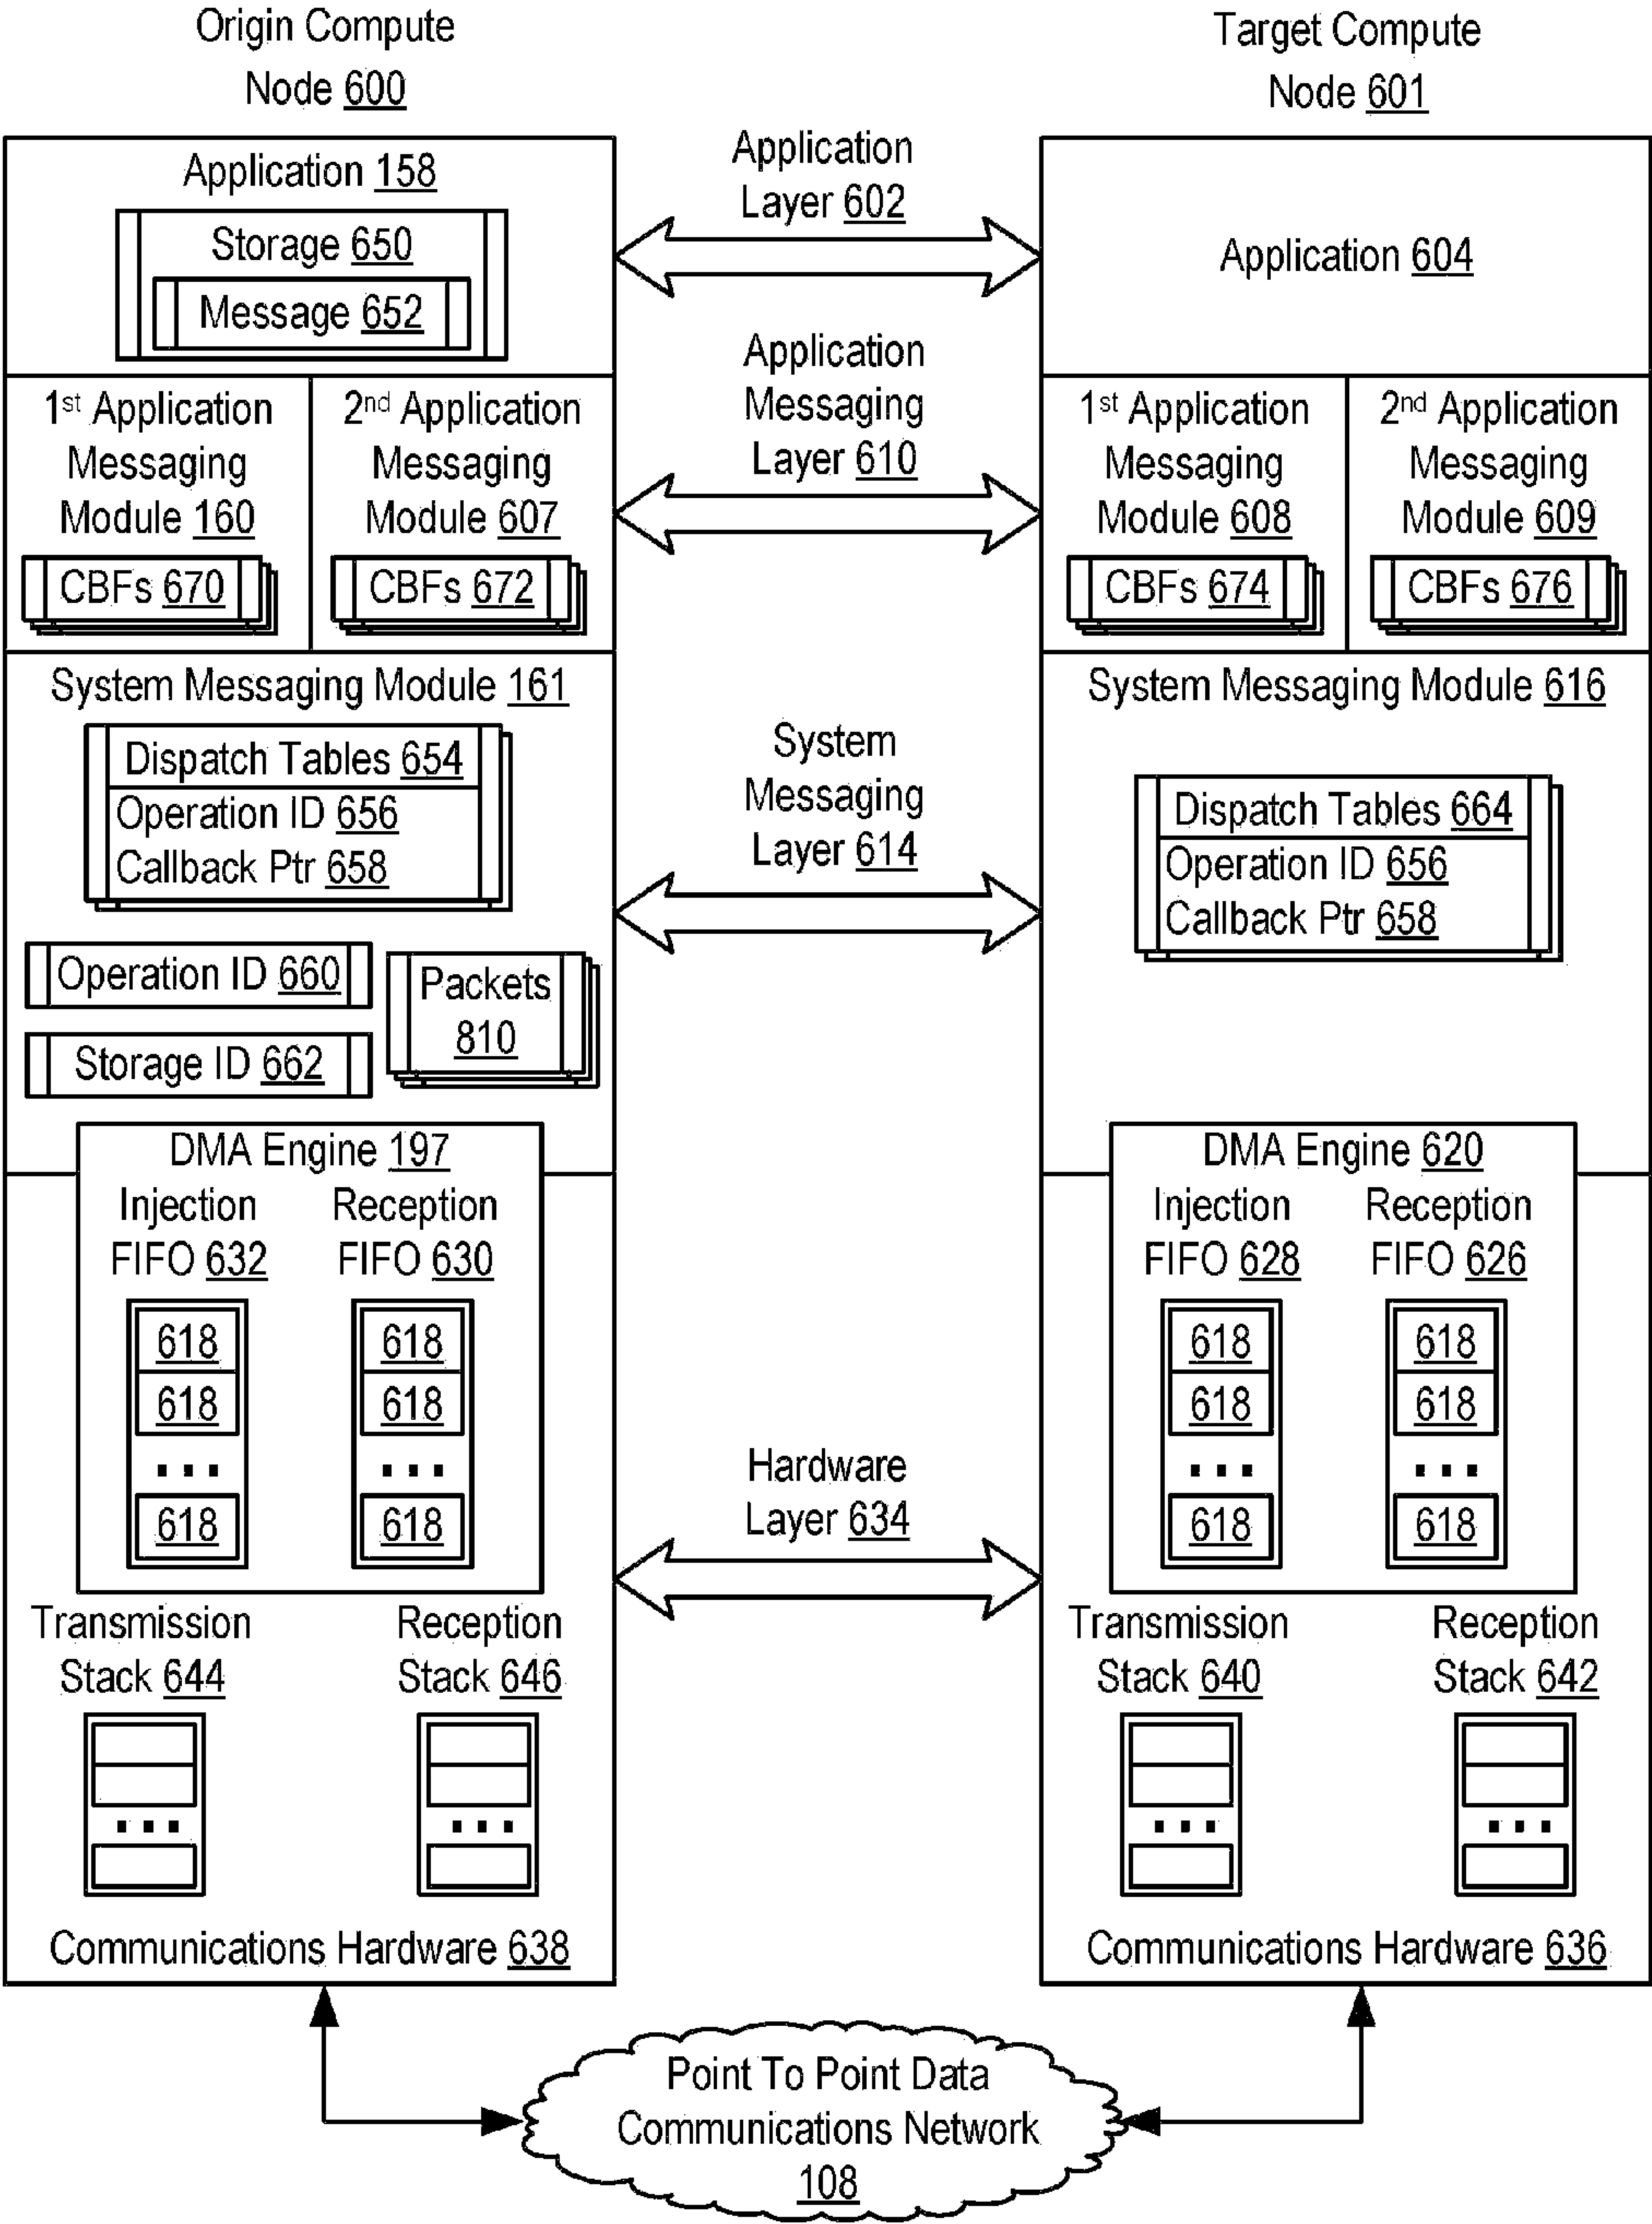 Origin Compute
Node 600
Application 158
Storage 650
Message 652
1st Application
Messaging
Module 160
CBFs 670
2nd Application
Messaging
Module 607
CBFs 672
System Messaging Module 161
Dispatch Tables 654
Operation ID 656
Callback Ptr 658
Operation ID 660
Storage ID 662
Packets
810
DMA Engine 197
Injection
FIFO 632
618
618
...
618
Reception
FIFO 630
618
618
...
618
Transmission
Stack 644
...
Reception
Stack 646
...
Communications Hardware 638
Application
Layer 602
Application
Messaging
Layer 610
System
Messaging
Layer 614
Hardware
Layer 634
Target Compute
Node 601
Application 604
1st Application
Messaging
Module 608
CBFs 674
2nd Application
Messaging
Module 609
CBFs 676
System Messaging Module 616
Dispatch Tables 664
Operation ID 656
Callback Ptr 658
DMA Engine 620
Injection
FIFO 628
618
618
...
618
Reception
FIFO 626
618
618
...
618
Transmission
Stack 640
...
Reception
Stack 642
...
Communications Hardware 636
Point To Point Data
Communications Network
108